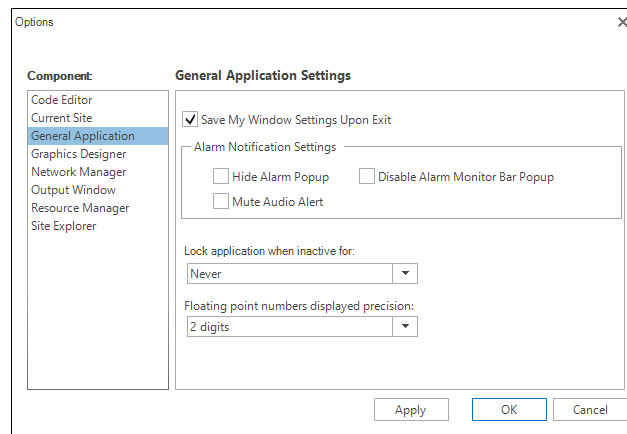 Options
Component:
General Application Settings
Code Editor
Current Site
General Application
Graphics Designer
Network Manager
Output Window
Resource Manager
Site Explorer
Save My Window Settings Upon Exit
Alarm Notification Settings
Hide Alarm Popup
Disable Alarm Monitor Bar Popup
Mute Audio Alert
Lock application when inactive for:
Never
Floating point numbers displayed precision:
2 digits
Apply
OK
Cancel